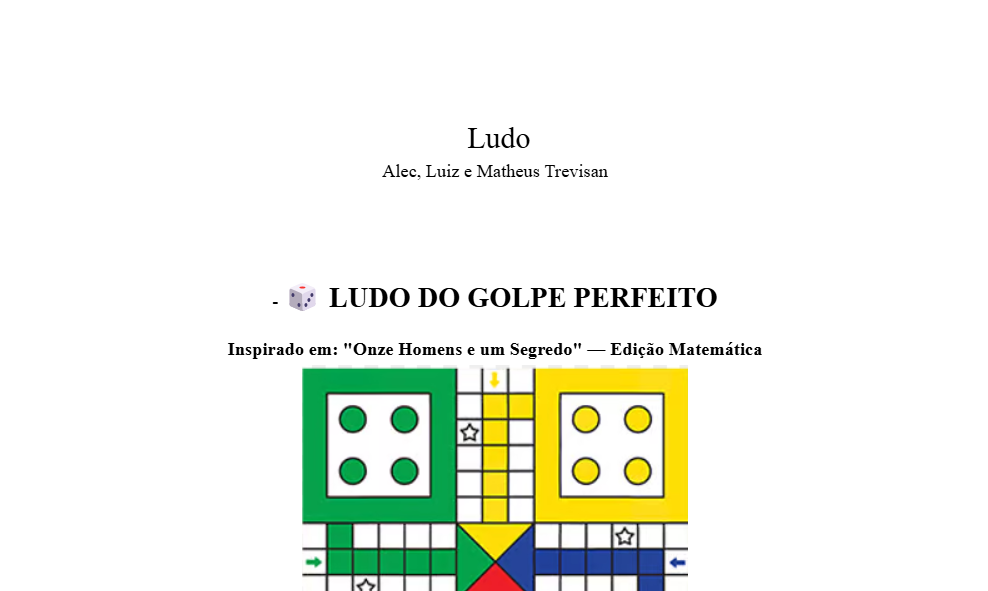 Ludo
Alec, Luiz e Matheus Trevisan
- 🎲 LUDO DO GOLPE PERFEITO
Inspirado em: "Onze Homens e um Segredo" — Edição Matemática